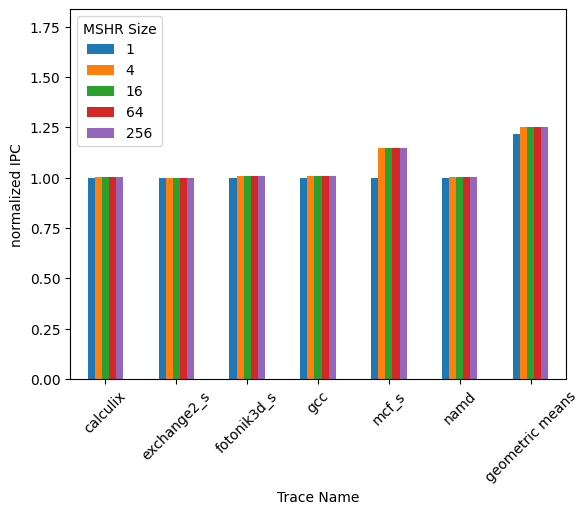 MSHR Size
1
4
16
64
256
normalized IPC
1.75
1.50
1.25
1.00
0.75
0.50
0.25
0.00
calculix
exchange2_s
fotonik3d_s
gcc
mcf_s
namd
geometric means
Trace Name